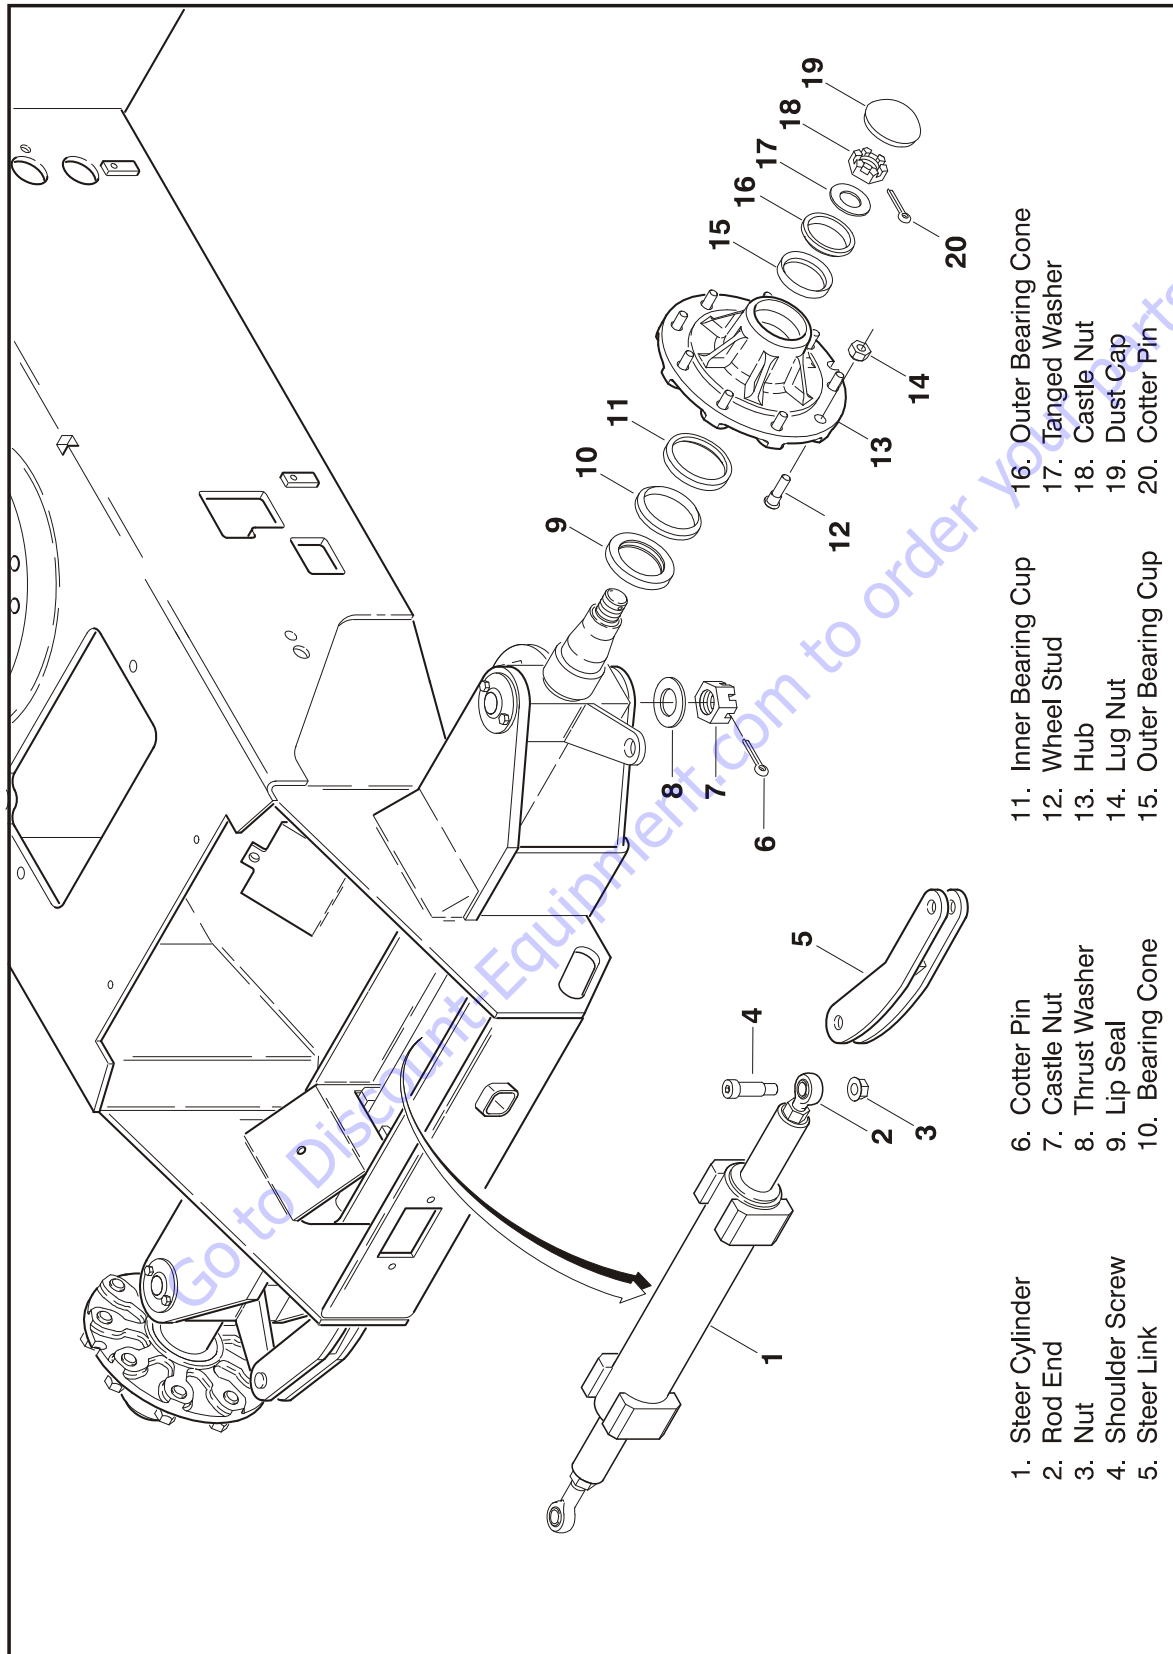 1
2
3
4
5
6
7
8
9
10
11
12
13
14
15
16
17
18
19
20
1. Steer Cylinder
2. Rod End
3. Nut
4. Shoulder Screw
5. Steer Link
6. Cotter Pin
7. Castle Nut
8. Thrust Washer
9. Lip Seal
10. Bearing Cone
11. Inner Bearing Cup
12. Wheel Stud
13. Hub
14. Lug Nut
15. Outer Bearing Cup
16. Outer Bearing Cone
17. Tanged Washer
18. Castle Nut
19. Dust Cap
20. Cotter Pin
Go to Discount-Equipment.com to order your parts